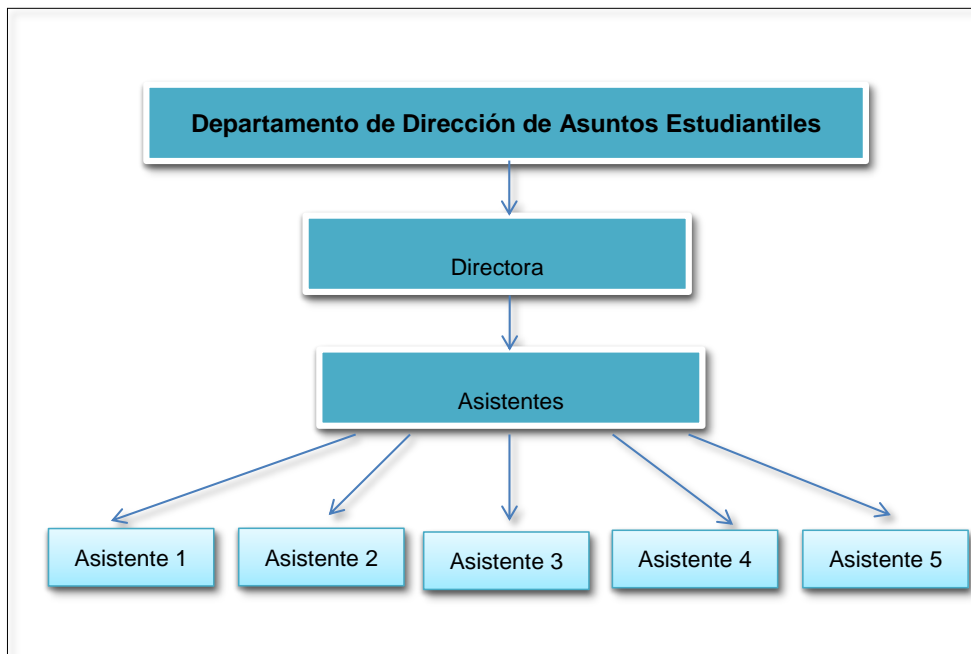 Departamento de Dirección de Asuntos Estudiantiles
Directora
Asistentes
Asistente 1
Asistente 2
Asistente 3
Asistente 4
Asistente 5